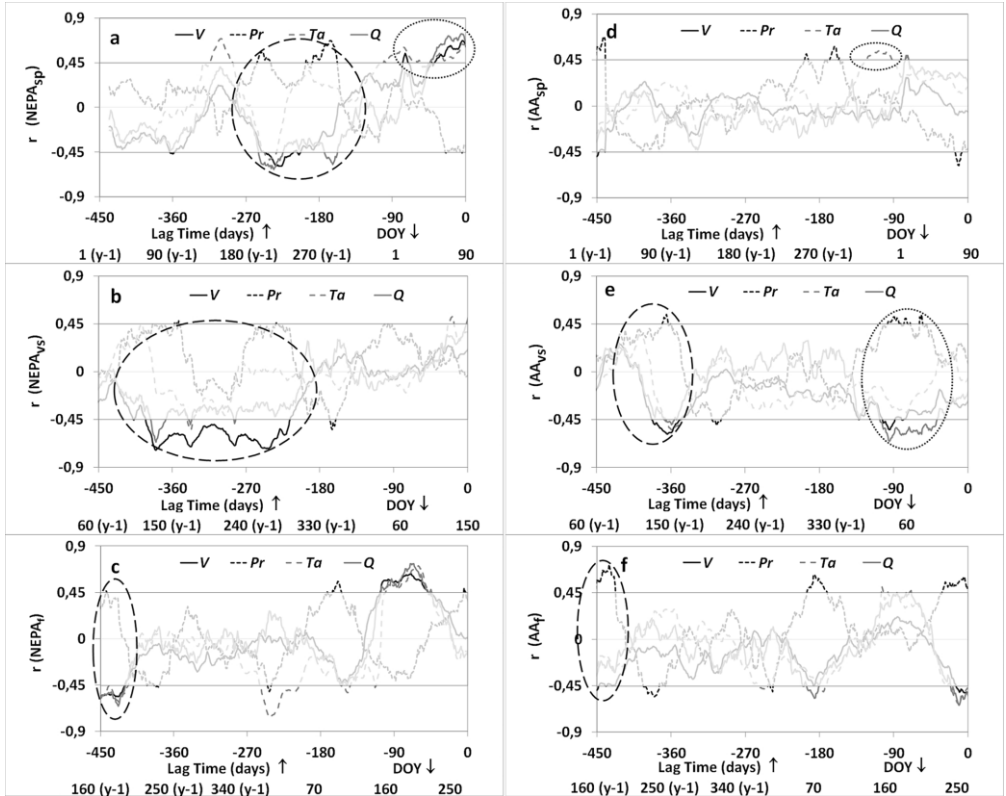 a
V Pr Ta Q
r (NEPAsp)
0,9
0,45
0
-0,45
-0,9
-450 -360 -270 -180 -90 0
Lag Time (days) ↑ DOY ↓
1 (y-1) 90 (y-1) 180 (y-1) 270 (y-1) 1 90
d
V Pr Ta Q
r (AAsp)
0,9
0,45
0
-0,45
-0,9
-450 -360 -270 -180 -90 0
Lag Time (days) ↑ DOY ↓
1 (y-1) 90 (y-1) 180 (y-1) 270 (y-1) 1 90
b
V Pr Ta Q
r (NEPAvs)
0,9
0,45
0
-0,45
-0,9
-450 -360 -270 -180 -90 0
Lag Time (days) ↑ DOY ↓
60 (y-1) 150 (y-1) 240 (y-1) 330 (y-1) 60 150
e
V Pr Ta Q
r (AAvs)
0,9
0,45
0
-0,45
-0,9
-450 -360 -270 -180 -90 0
Lag Time (days) ↑ DOY ↓
60 (y-1) 150 (y-1) 240 (y-1) 330 (y-1) 60
c
V Pr Ta Q
r (NEPAf)
0,9
0,45
0
-0,45
-0,9
-450 -360 -270 -180 -90 0
Lag Time (days) ↑ DOY ↓
160 (y-1) 250 (y-1) 340 (y-1) 70 160 250
f
V Pr Ta Q
r (AAf)
0,9
0,45
0
-0,45
-0,9
-450 -360 -270 -180 -90 0
Lag Time (days) ↑ DOY ↓
160 (y-1) 250 (y-1) 340 (y-1) 70 160 250